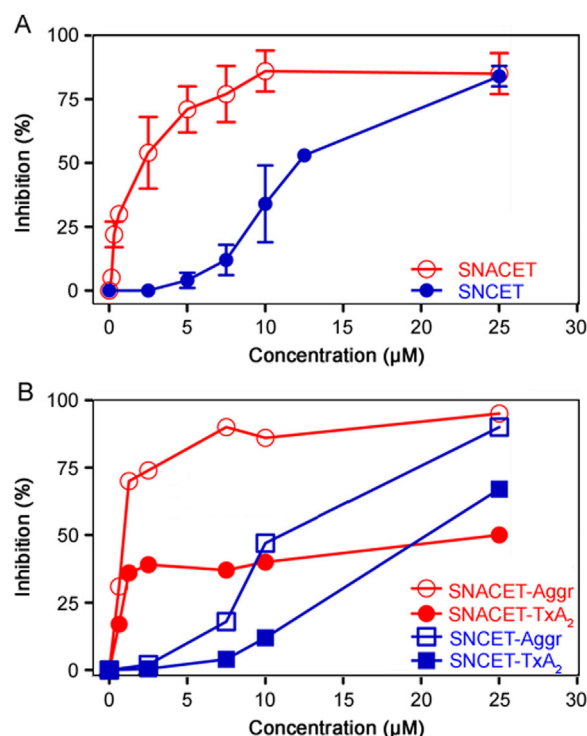 A
100
75
50
25
0
Inhibition (%)
SNACET
SNCET
0 5 10 15 20 25 30
Concentration (µM)
B
100
75
50
25
0
Inhibition (%)
SNACET-Aggr
SNACET-TxA₂
SNCET-Aggr
SNCET-TxA₂
0 5 10 15 20 25 30
Concentration (µM)